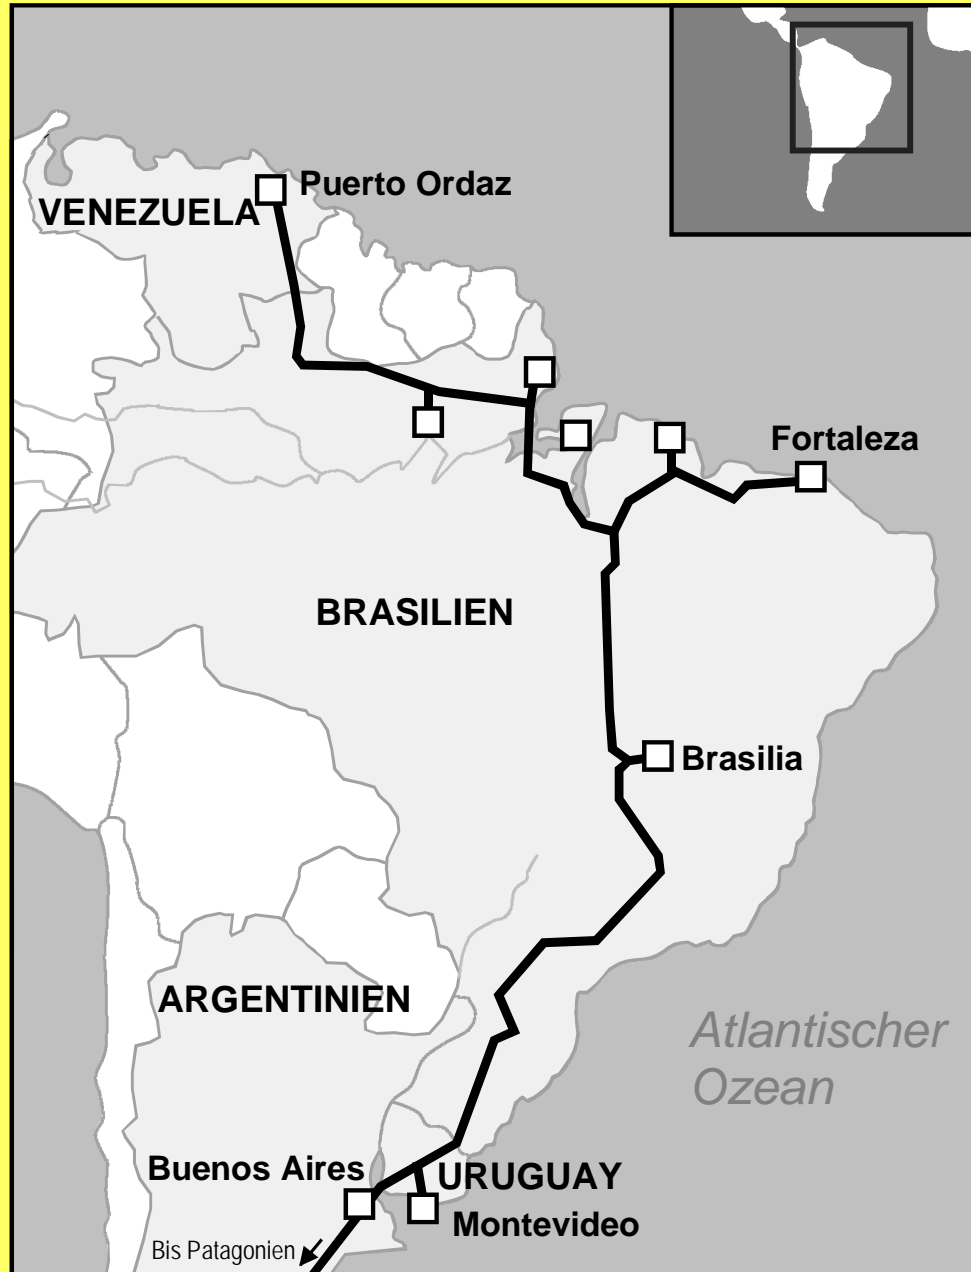 Puerto Ordaz
VENEZUELA
Fortaleza
BRASILIEN
Brasilia
ARGENTINIEN
Atlantischer
Ozean
Buenos Aires
URUGUAY
Montevideo
Bis Patagonien